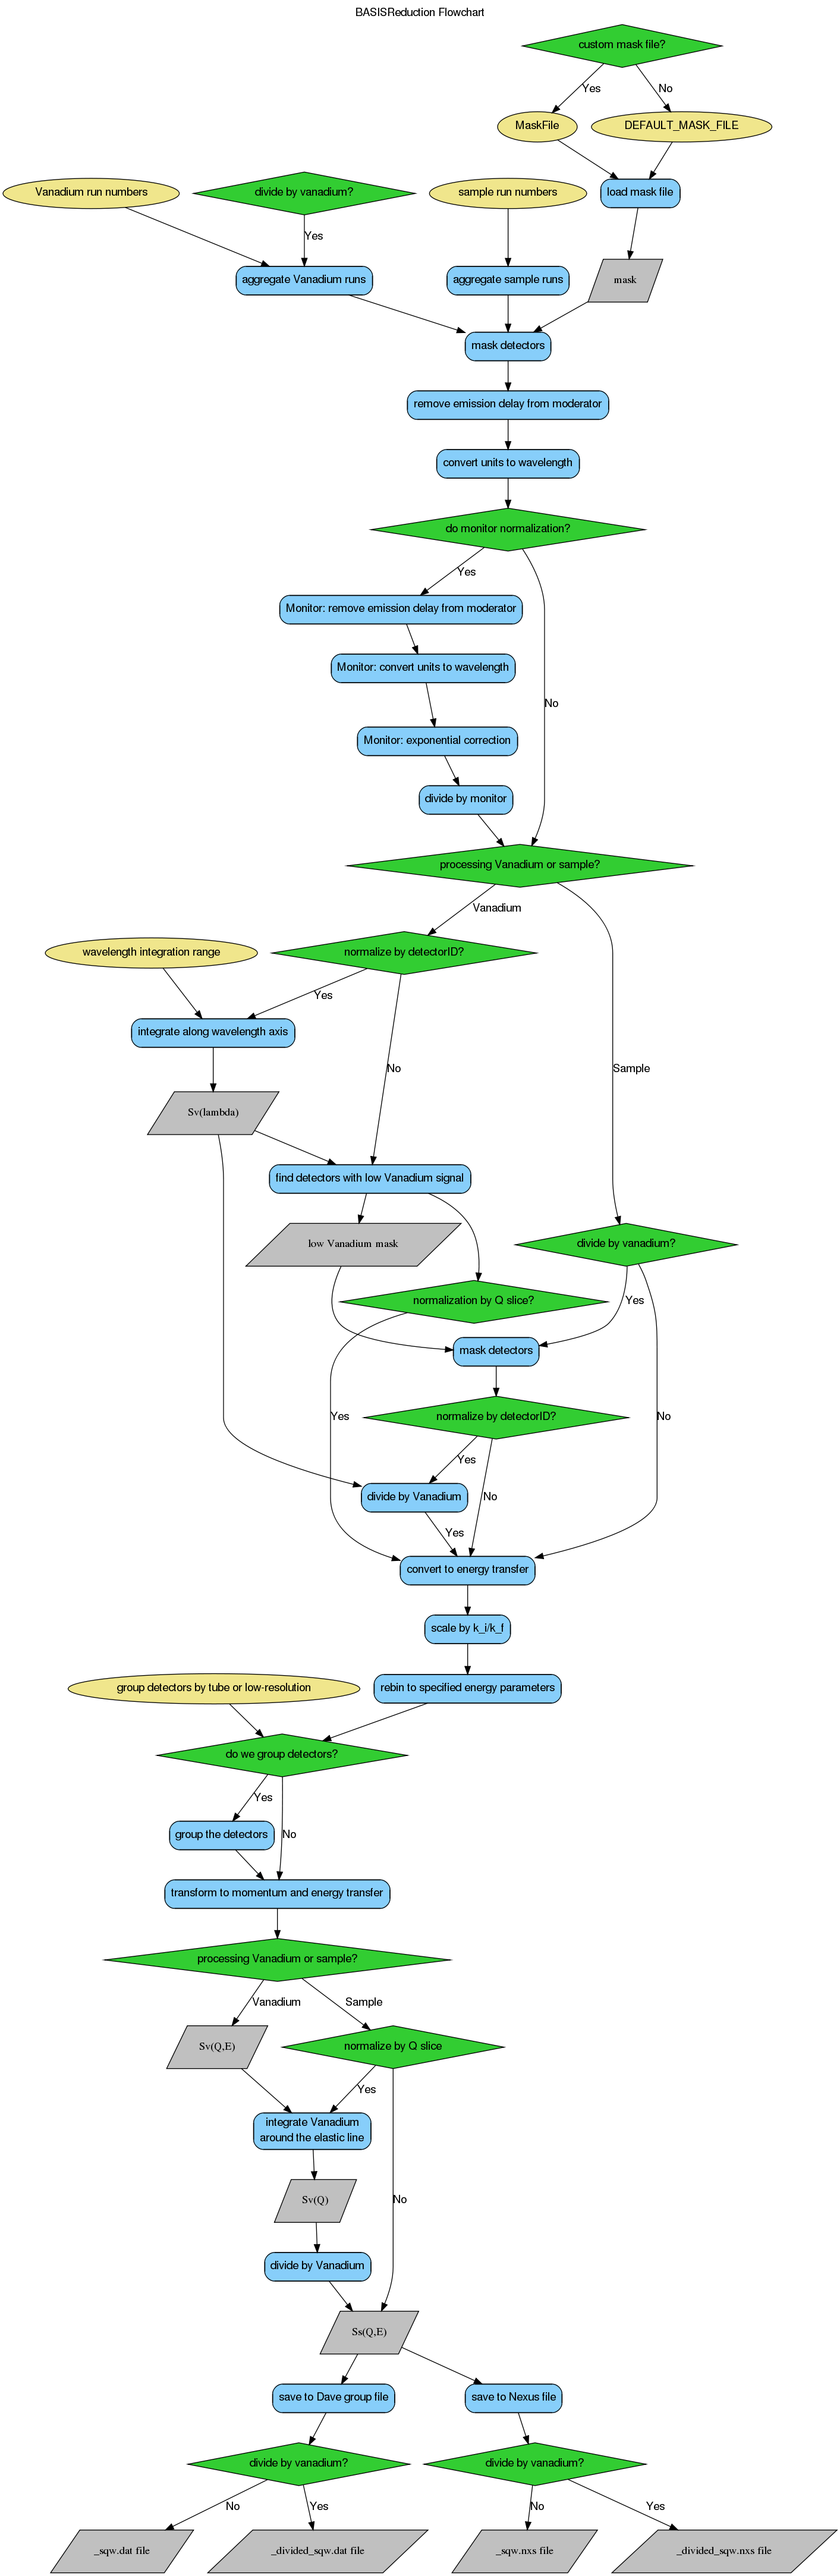 BASISReduction Flowchart
custom mask file?
Yes
No
MaskFile
DEFAULT_MASK_FILE
Vanadium run numbers
divide by vanadium?
sample run numbers
load mask file
Yes
aggregate Vanadium runs
aggregate sample runs
mask
mask detectors
remove emission delay from moderator
convert units to wavelength
do monitor normalization?
Yes
Monitor: remove emission delay from moderator
Monitor: convert units to wavelength
No
Monitor: exponential correction
divide by monitor
processing Vanadium or sample?
Vanadium
wavelength integration range
normalize by detectorID?
Yes
integrate along wavelength axis
No
Sample
Sv(lambda)
find detectors with low Vanadium signal
low Vanadium mask
divide by vanadium?
normalization by Q slice?
Yes
mask detectors
Yes
normalize by detectorID?
No
Yes
divide by Vanadium
No
Yes
convert to energy transfer
scale by k_i/k_f
group detectors by tube or low-resolution
rebin to specified energy parameters
do we group detectors?
Yes
group the detectors
No
transform to momentum and energy transfer
processing Vanadium or sample?
Vanadium
Sample
Sv(Q,E)
normalize by Q slice
Yes
integrate Vanadium
around the elastic line
Sv(Q)
No
divide by Vanadium
Ss(Q,E)
save to Dave group file
save to Nexus file
divide by vanadium?
divide by vanadium?
No
Yes
No
Yes
_sqw.dat file
_divided_sqw.dat file
_sqw.nxs file
_divided_sqw.nxs file